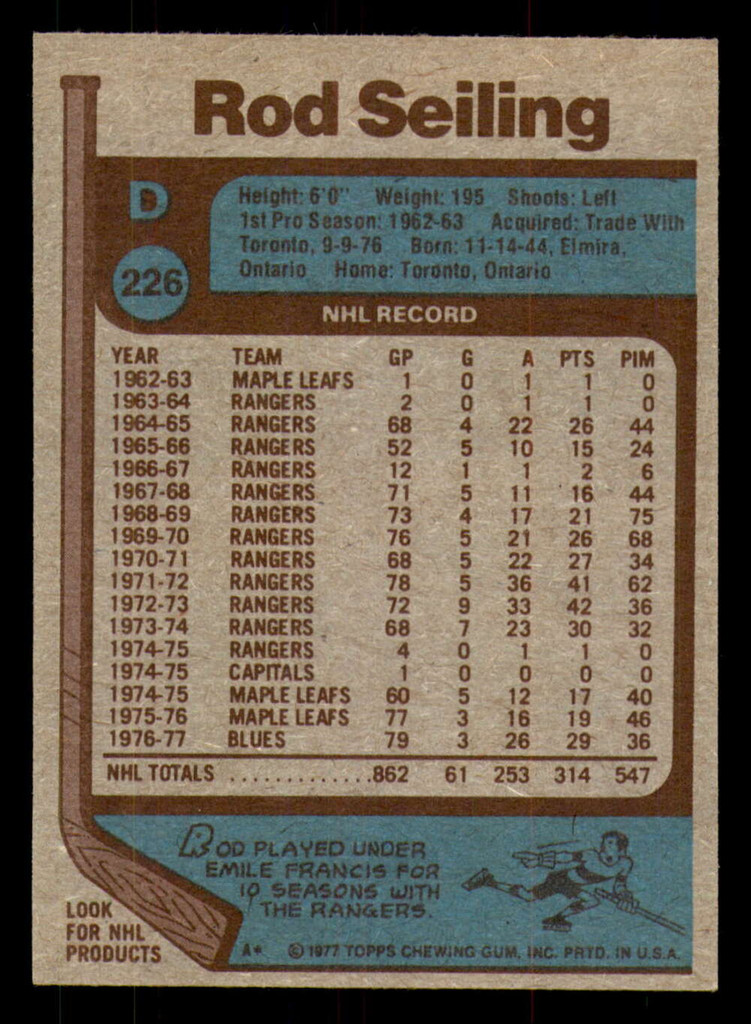 Rod Seiling
D
226
Height: 6'0" Weight: 195 Shoots: Left
1st Pro Season: 1962-63 Acquired: Trade With
Toronto, 9-9-76 Born: 11-14-44, Elmira,
Ontario Home: Toronto, Ontario
NHL RECORD
YEAR TEAM GP G A PTS PIM
1962-63 MAPLE LEAFS 1 0 1 1 0
1963-64 RANGERS 2 0 1 1 0
1964-65 RANGERS 68 4 22 26 44
1965-66 RANGERS 52 5 10 15 24
1966-67 RANGERS 12 1 1 2 6
1967-68 RANGERS 71 5 11 16 44
1968-69 RANGERS 73 4 17 21 75
1969-70 RANGERS 76 5 21 26 68
1970-71 RANGERS 68 5 22 27 34
1971-72 RANGERS 78 5 36 41 62
1972-73 RANGERS 72 9 33 42 36
1973-74 RANGERS 68 7 23 30 32
1974-75 RANGERS 4 0 1 1 0
1974-75 CAPITALS 1 0 0 0 0
1974-75 MAPLE LEAFS 60 5 12 17 40
1975-76 MAPLE LEAFS 77 3 16 19 46
1976-77 BLUES 79 3 26 29 36
NHL TOTALS .............862 61 253 314 547
ROD PLAYED UNDER
EMILE FRANCIS FOR
10 SEASONS WITH
THE RANGERS.
LOOK
FOR NHL
PRODUCTS
A* © 1977 TOPPS CHEWING GUM, INC. PRTD. IN U.S.A.